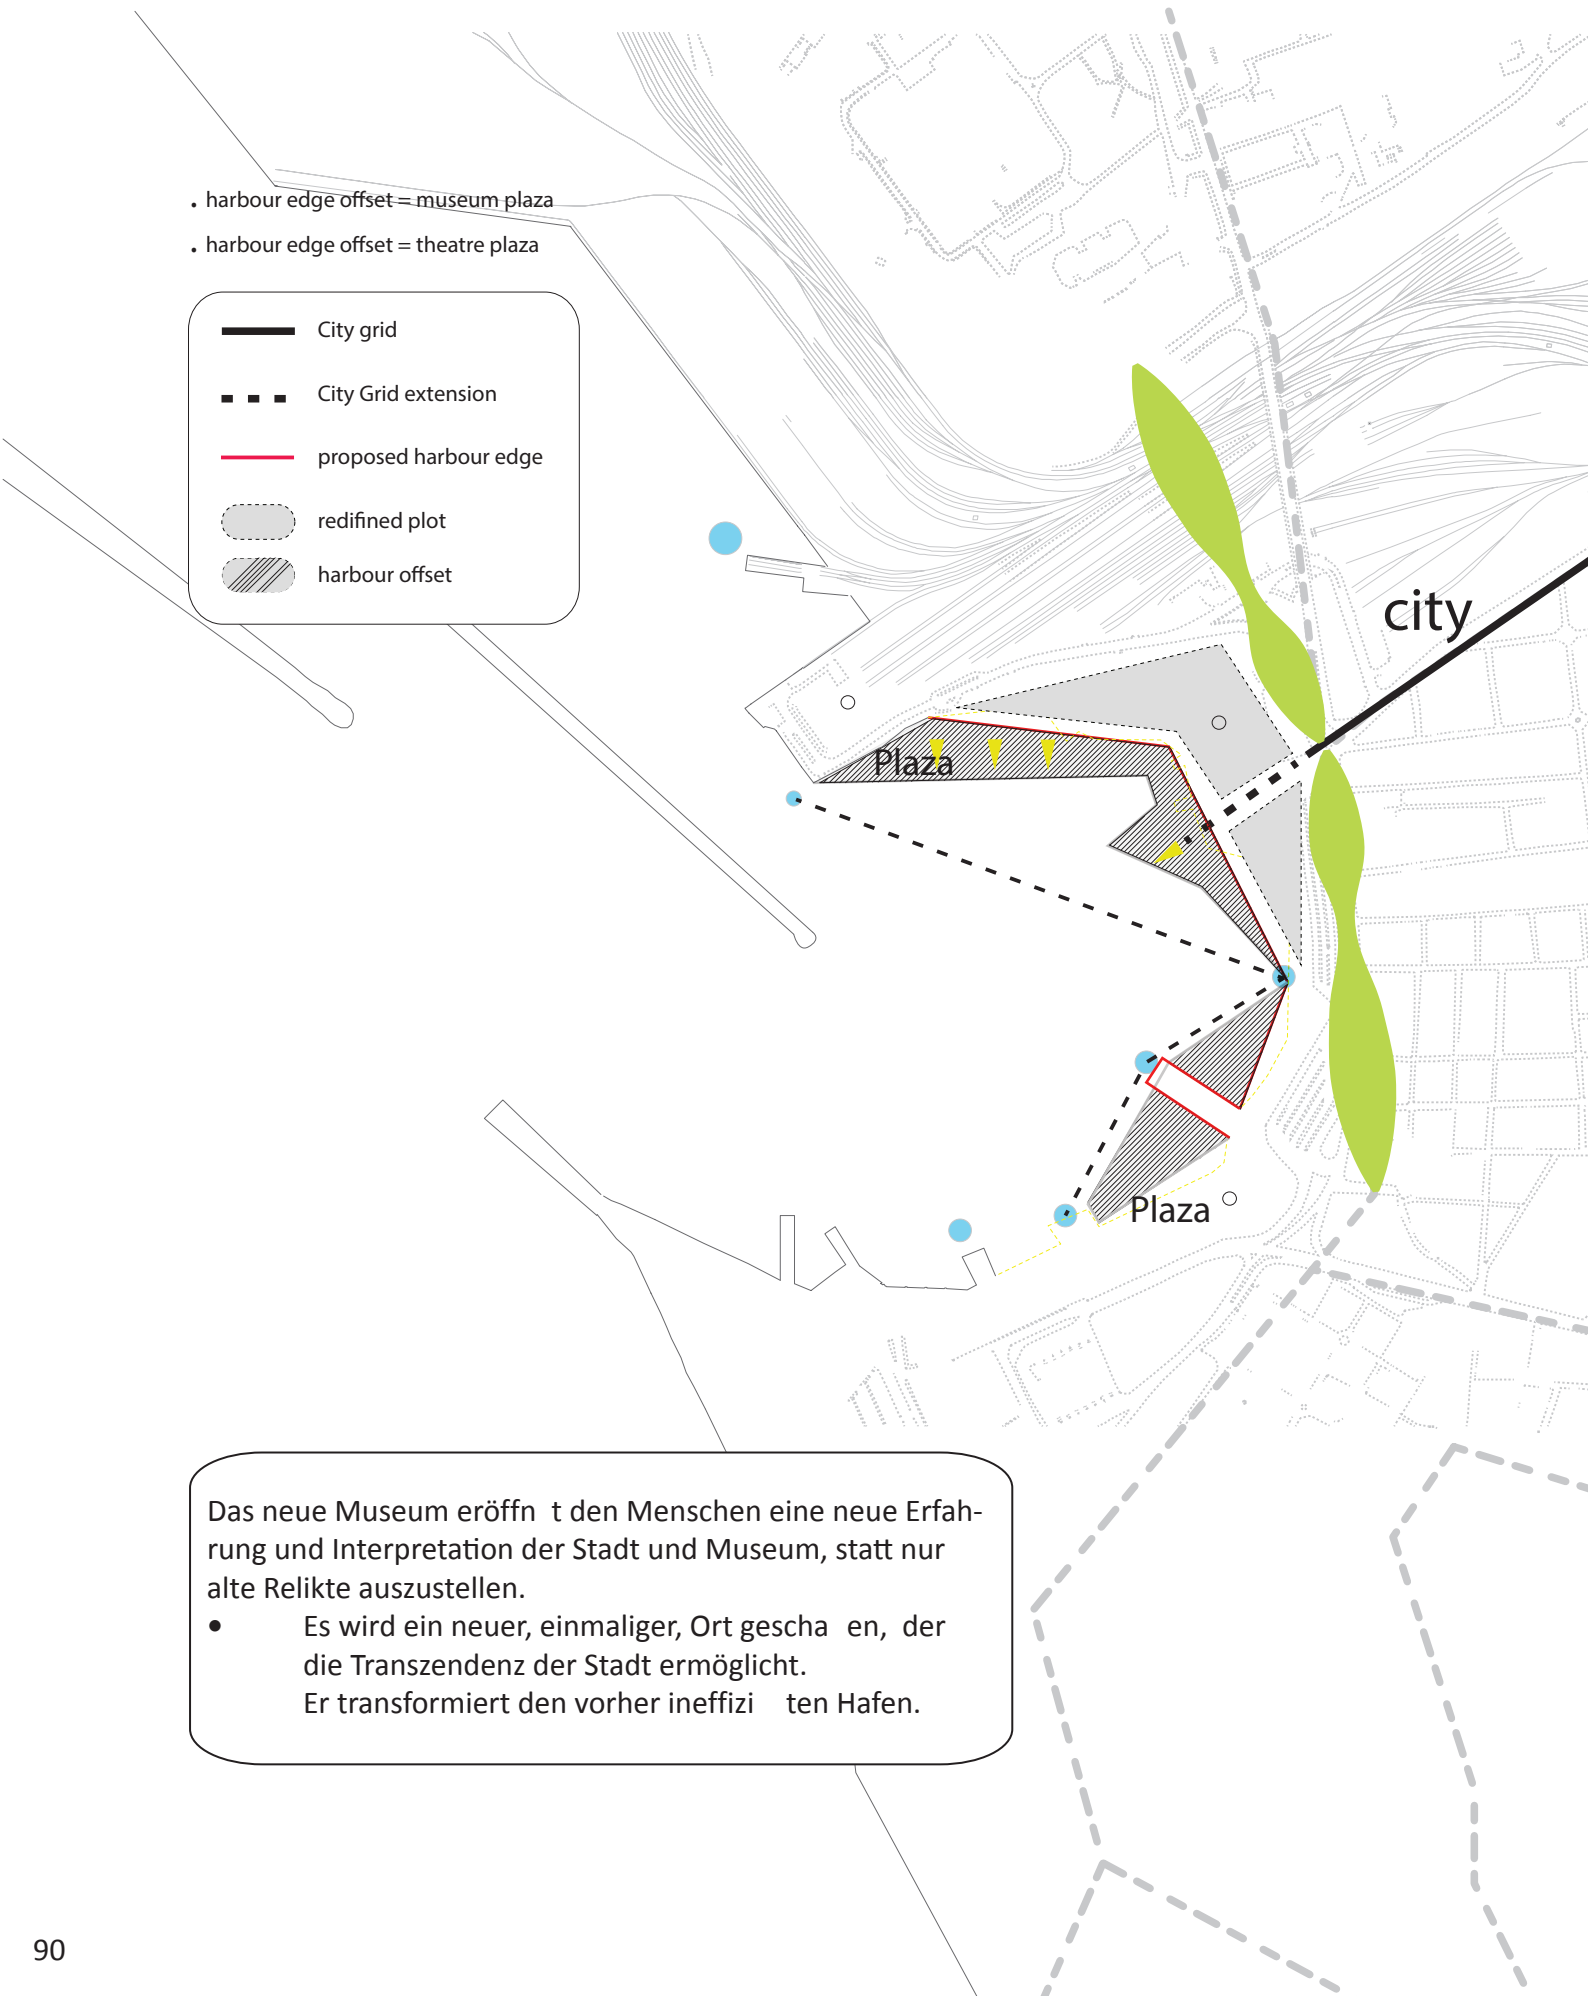 . harbour edge offset = museum plaza
. harbour edge offset = theatre plaza
City grid
City Grid extension
proposed harbour edge
redifined plot
harbour offset
city
Plaza
Plaza
Das neue Museum eröffn t den Menschen eine neue Erfah-
rung und Interpretation der Stadt und Museum, statt nur
alte Relikte auszustellen.
• Es wird ein neuer, einmaliger, Ort gescha en, der
die Transzendenz der Stadt ermöglicht.
Er transformiert den vorher ineffizi ten Hafen.
90